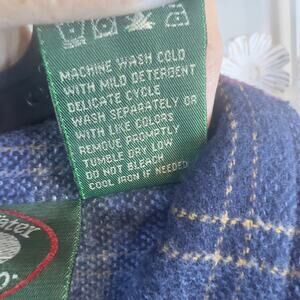 MACHINE WASH COLD
WITH MILD DETERGENT
DELICATE CYCLE
WASH SEPARATELY OR
WITH LIKE COLORS
REMOVE PROMPTLY
TUMBLE DRY LOW
DO NOT BLEACH
COOL IRON IF NEEDED